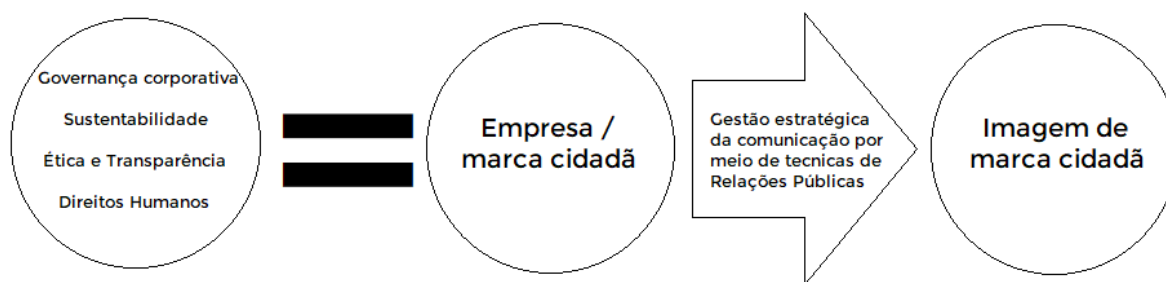 Governança corporativa
Sustentabilidade
Ética e Transparência
Direitos Humanos
Empresa /
marca cidadã
Gestão estratégica
da comunicação por
meio de tecnicas de
Relações Públicas
Imagem de
marca cidadã